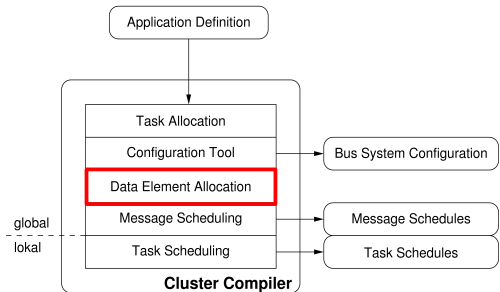 Application Definition
Task Allocation
Configuration Tool
Bus System Configuration
Data Element Allocation
global
Message Scheduling
Message Schedules
lokal
Task Scheduling
Task Schedules
Cluster Compiler